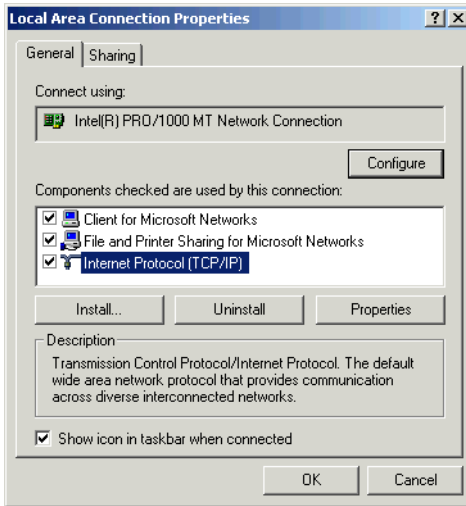 Local Area Connection Properties
General
Sharing
Connect using:
Intel(R) PRO/1000 MT Network Connection
Configure
Components checked are used by this connection:
Client for Microsoft Networks
File and Printer Sharing for Microsoft Networks
Internet Protocol (TCP/IP)
Install...
Uninstall
Properties
Description
Transmission Control Protocol/Internet Protocol. The default
wide area network protocol that provides communication
across diverse interconnected networks.
Show icon in taskbar when connected
OK
Cancel